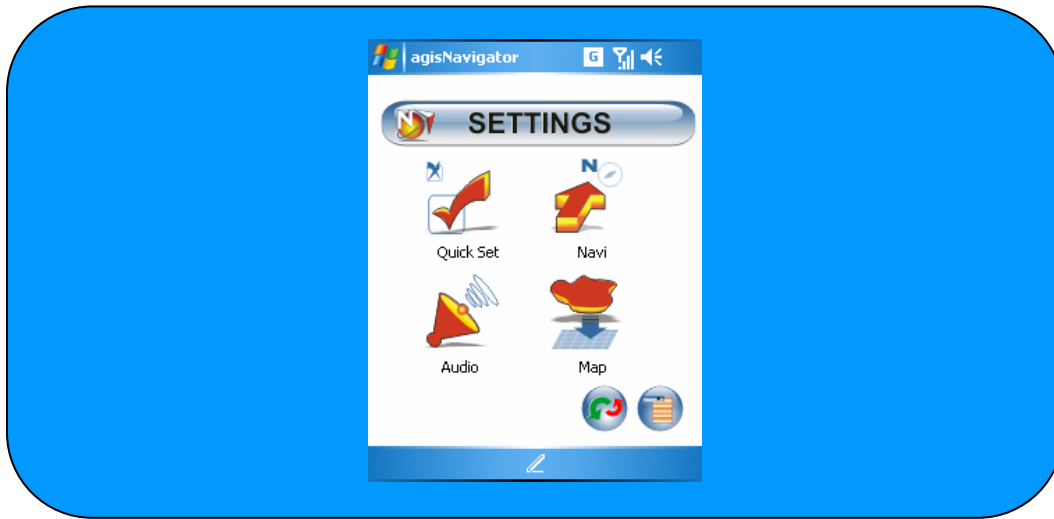 agisNavigator G
SETTINGS
N
Quick Set Navi
Audio Map